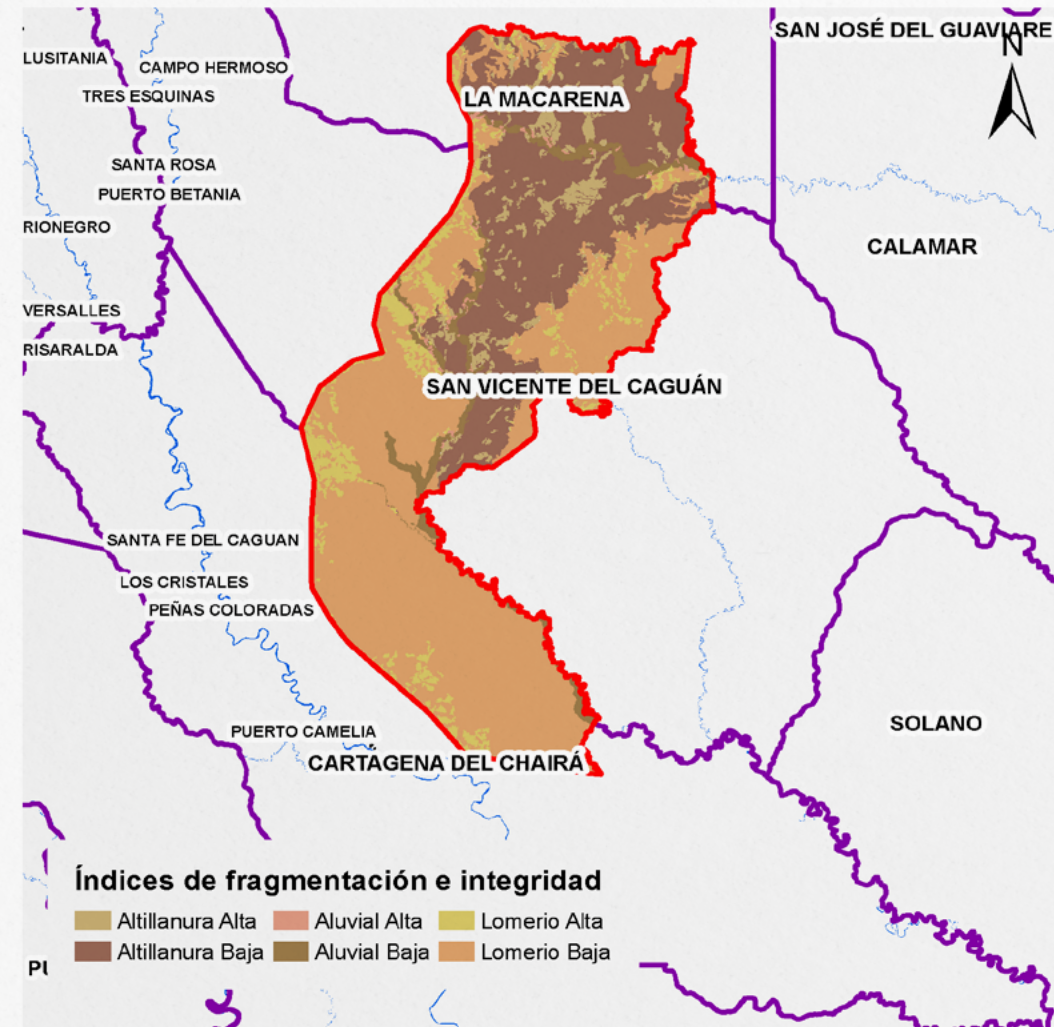 SAN JOSÉ DEL GUAVIARE
N
LUSITANIA
CAMPO HERMOSO
TRES ESQUINAS
LA MACARENA
SANTA ROSA
PUERTO BETANIA
RIONEGRO
CALAMAR
VERSALLES
RISARALDA
SAN VICENTE DEL CAGUÁN
SANTA FE DEL CAGUAN
LOS CRISTALES
PEÑAS COLORADAS
SOLANO
PUERTO CAMELIA
CARTAGENA DEL CHAIRÁ
Índices de fragmentación e integridad
Altillanura Alta Aluvial Alta Lomerio Alta
Altillanura Baja Aluvial Baja Lomerio Baja